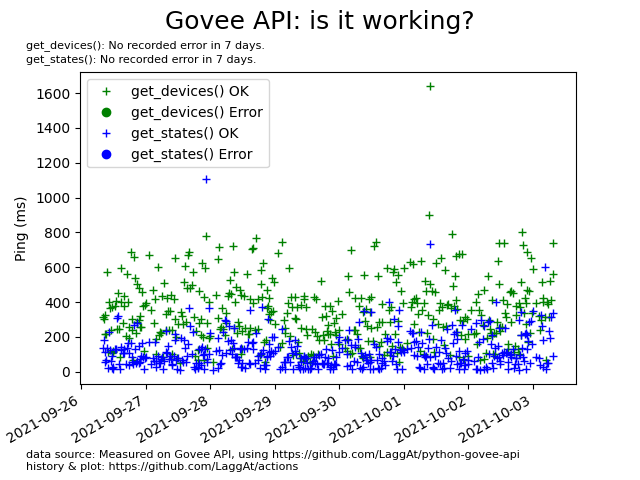 Govee API: is it working?
get_devices(): No recorded error in 7 days.
get_states(): No recorded error in 7 days.
get_devices() OK
get_devices() Error
get_states() OK
get_states() Error
Ping (ms)
1600
1400
1200
1000
800
600
400
200
0
2021-09-26
2021-09-27
2021-09-28
2021-09-29
2021-09-30
2021-10-01
2021-10-02
2021-10-03
data source: Measured on Govee API, using https://github.com/LaggAt/python-govee-api
history & plot: https://github.com/LaggAt/actions